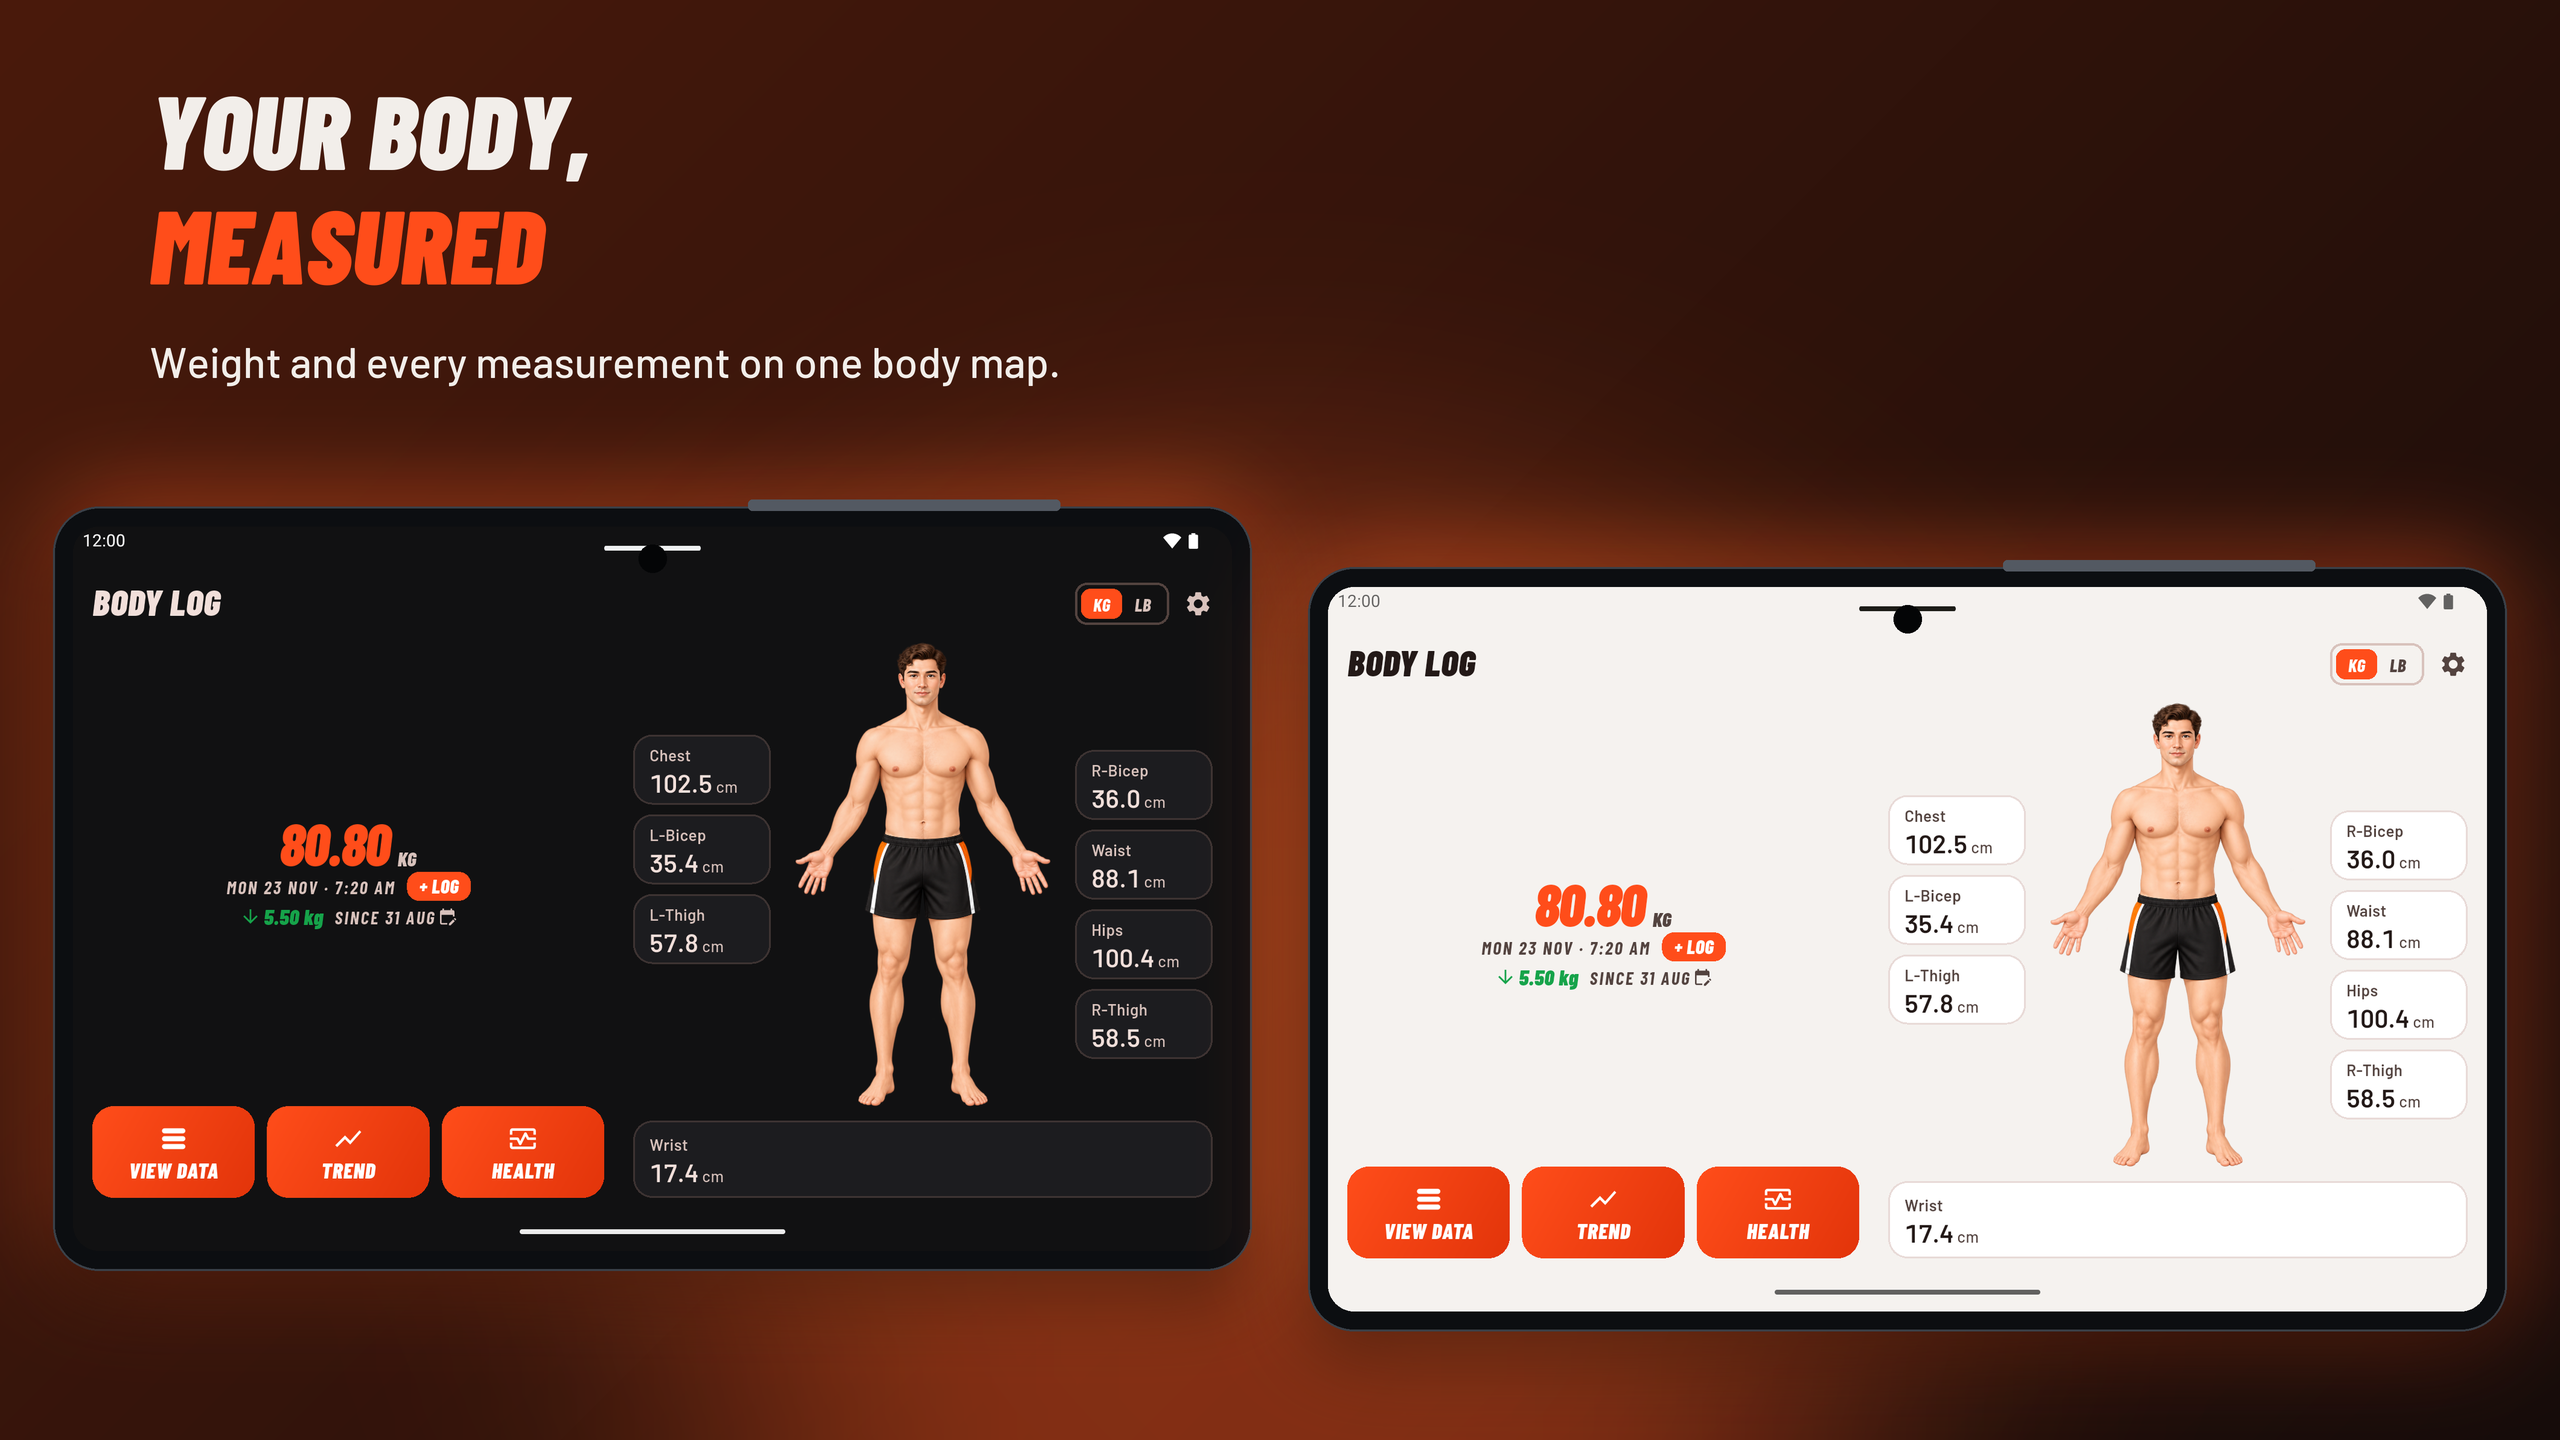 YOUR BODY,
MEASURED
Weight and every measurement on one body map.
12:00
BODY LOG
KG LB
80.80 KG
MON 23 NOV · 7:20 AM + LOG
↓ 5.50 kg SINCE 31 AUG
Chest
102.5 cm
L-Bicep
35.4 cm
L-Thigh
57.8 cm
R-Bicep
36.0 cm
Waist
88.1 cm
Hips
100.4 cm
R-Thigh
58.5 cm
Wrist
17.4 cm
VIEW DATA
TREND
HEALTH
12:00
BODY LOG
KG LB
80.80 KG
MON 23 NOV · 7:20 AM + LOG
↓ 5.50 kg SINCE 31 AUG
Chest
102.5 cm
L-Bicep
35.4 cm
L-Thigh
57.8 cm
R-Bicep
36.0 cm
Waist
88.1 cm
Hips
100.4 cm
R-Thigh
58.5 cm
Wrist
17.4 cm
VIEW DATA
TREND
HEALTH